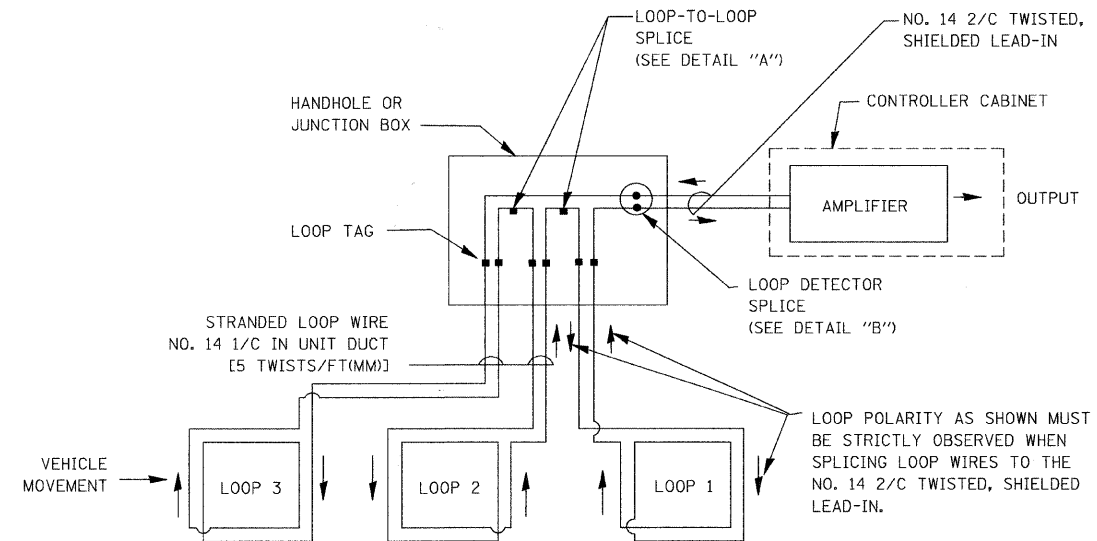 LOOP-TO-LOOP
SPLICE
(SEE DETAIL "A")
NO. 14 2/C TWISTED,
SHIELDED LEAD-IN
HANDHOLE OR
JUNCTION BOX
CONTROLLER CABINET
AMPLIFIER
OUTPUT
LOOP TAG
LOOP DETECTOR
SPLICE
(SEE DETAIL "B")
STRANDED LOOP WIRE
NO. 14 1/C IN UNIT DUCT
[5 TWISTS/FT(MM)]
LOOP POLARITY AS SHOWN MUST
BE STRICTLY OBSERVED WHEN
SPLICING LOOP WIRES TO THE
NO. 14 2/C TWISTED, SHIELDED
LEAD-IN.
VEHICLE
MOVEMENT
LOOP 3
LOOP 2
LOOP 1